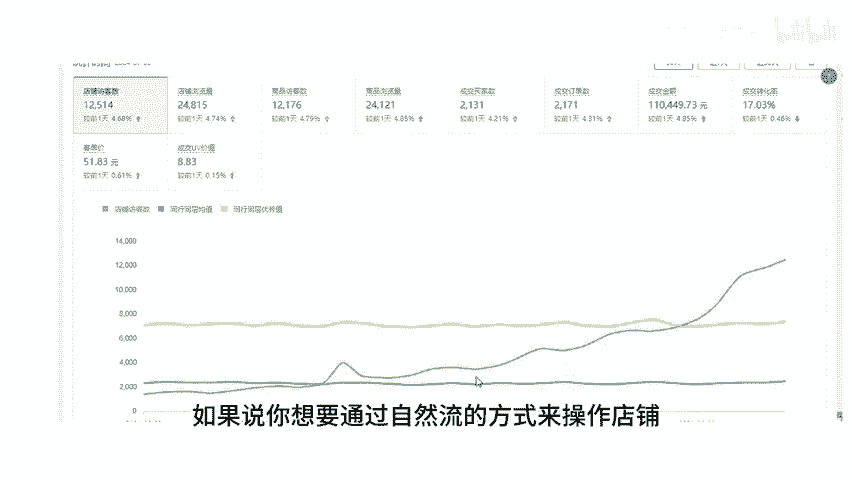 店铺访客数 店铺浏览量 商品访客数 商品浏览量 成交买家数 成交订单数 成交金额 成交转化率
12,514 24,815 12,176 24,121 2,131 2,171 110,449.73 元 17.03%
较前1天 4.68% 较前1天 4.74% 较前1天 4.79% 较前1天 4.85% 较前1天 4.21% 较前1天 4.31% 较前1天 4.85% 较前1天 0.46%
客单价 成交UV价值
51.83 元 8.83
较前1天 0.61% 较前1天 0.15%
店铺访客数 同行同层均值 同行同层优秀值
14,000
12,000
10,000
8,000
6,000
4,000
2,000
0
如果说你想要通过自然流的方式来操作店铺